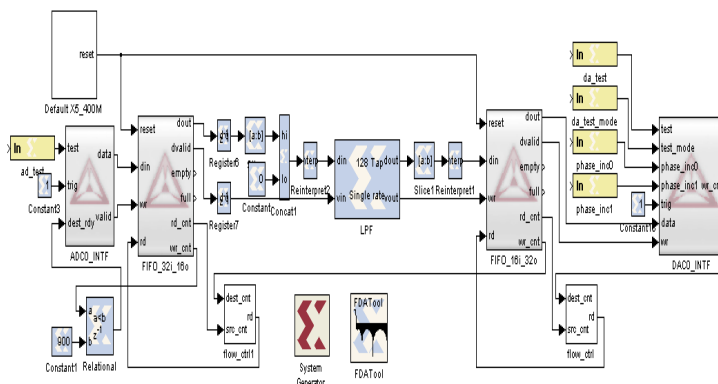 reset
Default X5_400M
In
ad_test
1
Constant3
test
trig
dest_rdy
data
valid
ADC0_INTF
reset
din
wr
rd
dout
dvalid
empty
full
rd_cnt
wr_cnt
FIFO_32i_16o
Register6
Register7
[a:b]
0
Constant
hi
lo
Concat1
Reinterpret2
din
vin
128 Tap
Single rate
dout
vout
LPF
[a:b]
Slice1
Reinterpret1
reset
din
wr
rd
dout
dvalid
empty
full
rd_cnt
wr_cnt
FIFO_16i_32o
In
da_test
In
da_test_mode
In
phase_inc0
In
phase_inc1
1
test
test_mode
phase_inc0
phase_inc1
trig
data
wr
wr_cn
DAC0_INTF
900
Constant1
a
b
a<b
z-1
Relational
dest_cnt
rd
src_cnt
flow_ctrl1
System
Generator
FDATool
FDATool
dest_cnt
rd
src_cnt
flow_ctrl